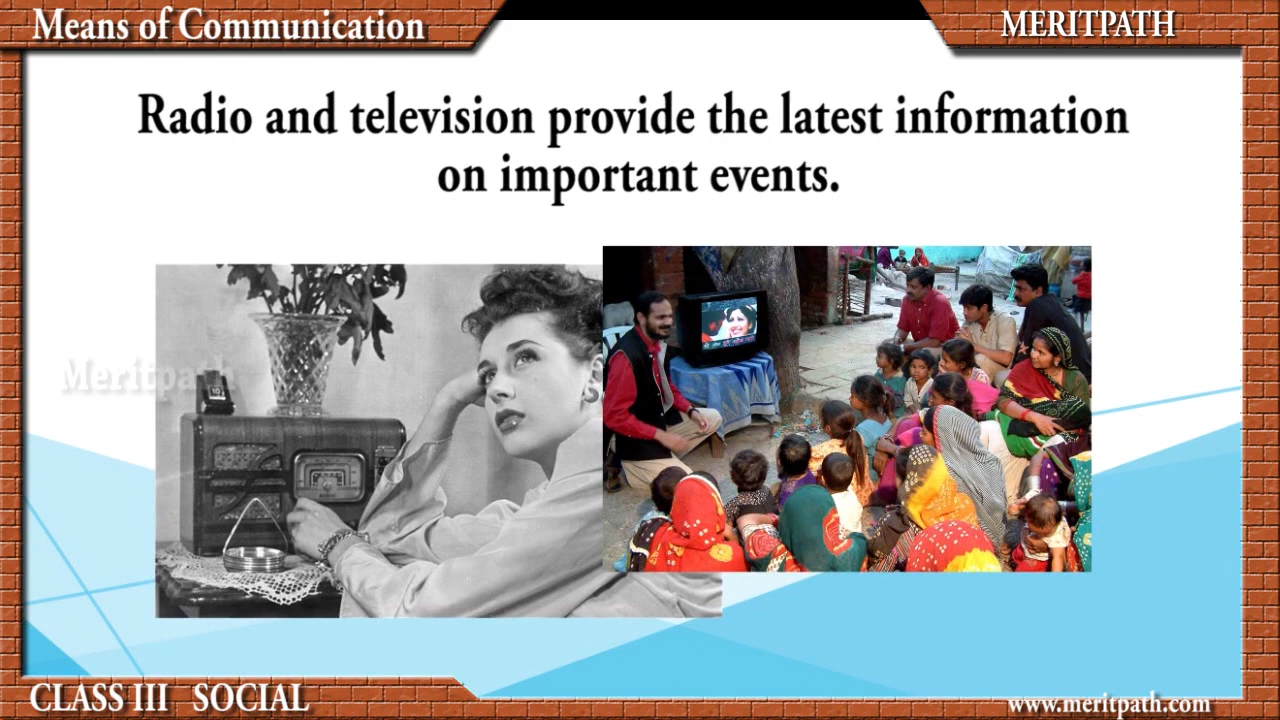 Means of Communication
MERITPATH
Radio and television provide the latest information
on important events.
Meritpath
CLASS III SOCIAL
www.meritpath.com